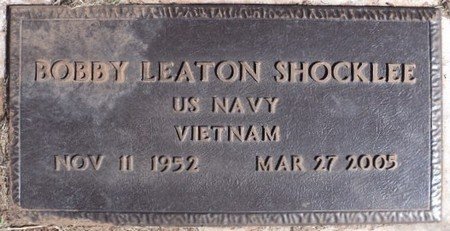 BOBBY LEATON SHOCKLEE
US NAVY
VIETNAM
NOV 11 1952 MAR 27 2005